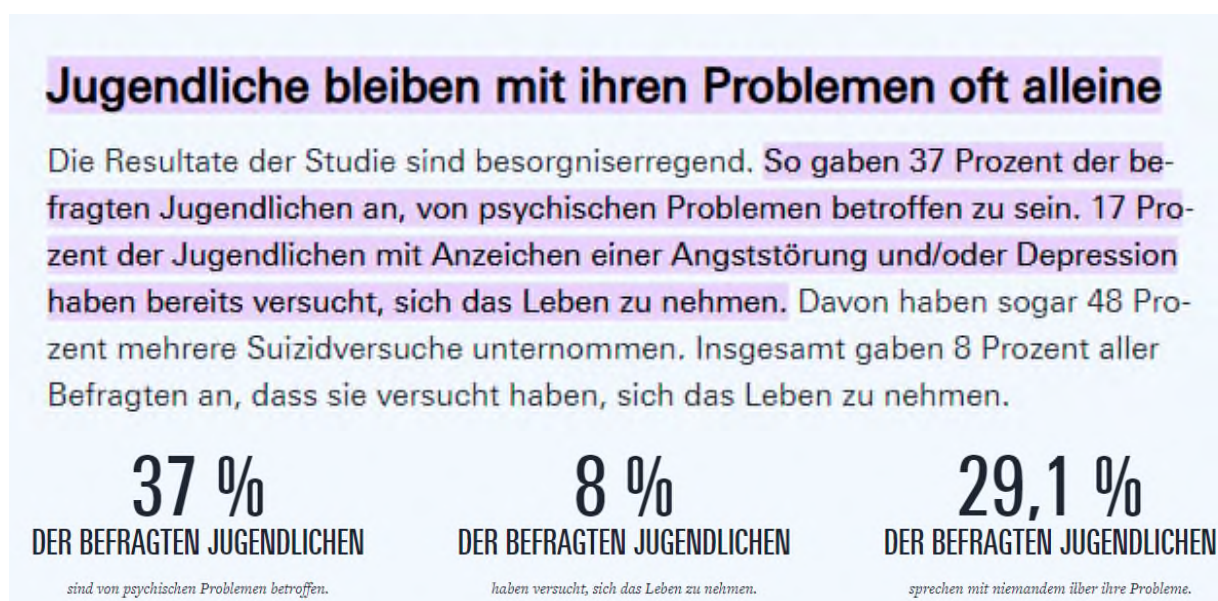 Jugendliche bleiben mit ihren Problemen oft alleine
Die Resultate der Studie sind besorgniserregend. So gaben 37 Prozent der be-
fragten Jugendlichen an, von psychischen Problemen betroffen zu sein. 17 Pro-
zent der Jugendlichen mit Anzeichen einer Angststörung und/oder Depression
haben bereits versucht, sich das Leben zu nehmen. Davon haben sogar 48 Pro-
zent mehrere Suizidversuche unternommen. Insgesamt gaben 8 Prozent aller
Befragten an, dass sie versucht haben, sich das Leben zu nehmen.
37 %
DER BEFRAGTEN JUGENDLICHEN
sind von psychischen Problemen betroffen.
8 %
DER BEFRAGTEN JUGENDLICHEN
haben versucht, sich das Leben zu nehmen.
29,1 %
DER BEFRAGTEN JUGENDLICHEN
sprechen mit niemandem über ihre Probleme.